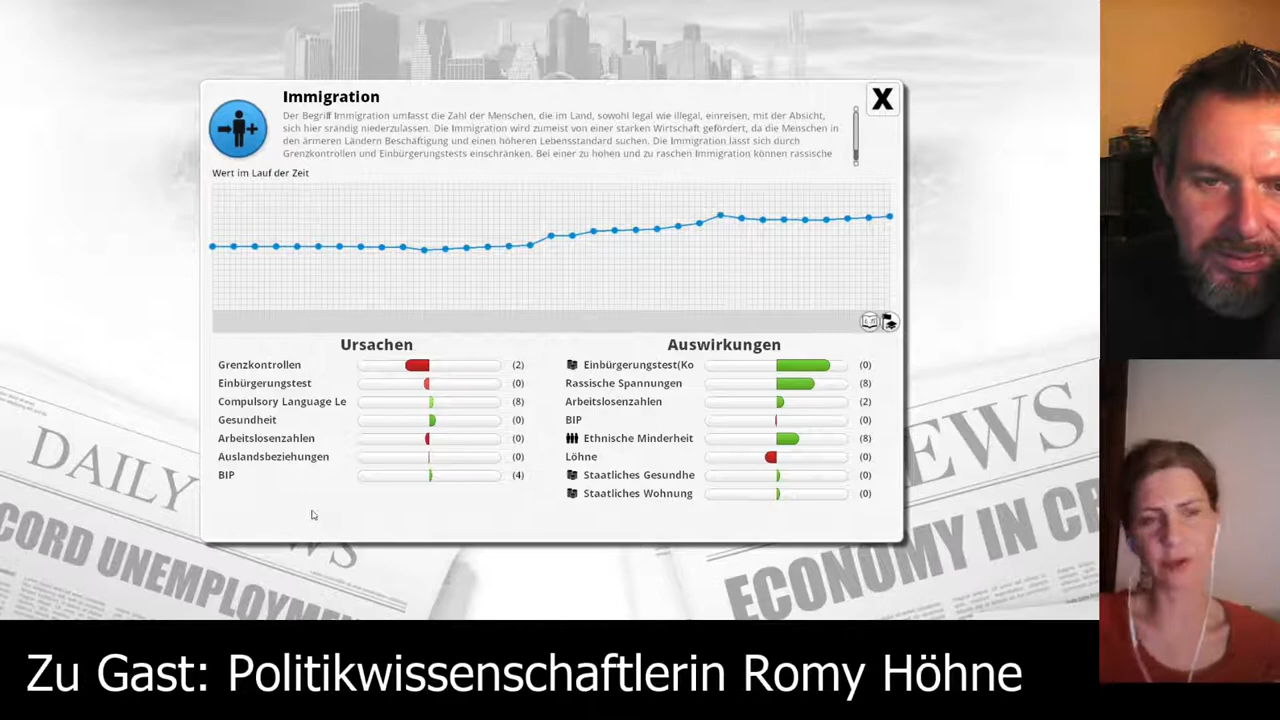 Immigration
X
Der Begriff Immigration umfasst die Zahl der Menschen, die im Land, sowohl legal wie illegal, einreisen, mit der Absicht,
sich hier srändig niederzulassen. Die Immigration wird zumeist von einer starken Wirtschaft gefördert, da die Menschen in
den ärmeren Ländern Beschäftigung und einen höheren Lebensstandard suchen. Die Immigration lässt sich durch
Grenzkontrollen und Einbürgerungstests einschränken. Bei einer zu hohen und zu raschen Immigration können rassische
Wert im Lauf der Zeit
Ursachen
Grenzkontrollen (2)
Einbürgerungstest (0)
Compulsory Language Le (8)
Gesundheit (0)
Arbeitslosenzahlen (0)
Auslandsbeziehungen (0)
BIP (4)
Auswirkungen
Einbürgerungstest(Ko (0)
Rassische Spannungen (8)
Arbeitslosenzahlen (2)
BIP (0)
Ethnische Minderheit (8)
Löhne (0)
Staatliches Gesundhe (0)
Staatliches Wohnung (0)
DAILY
NEWS
CORD UNEMPLOYME
EWS
ECONOMY IN CR
Zu Gast: Politikwissenschaftlerin Romy Höhne